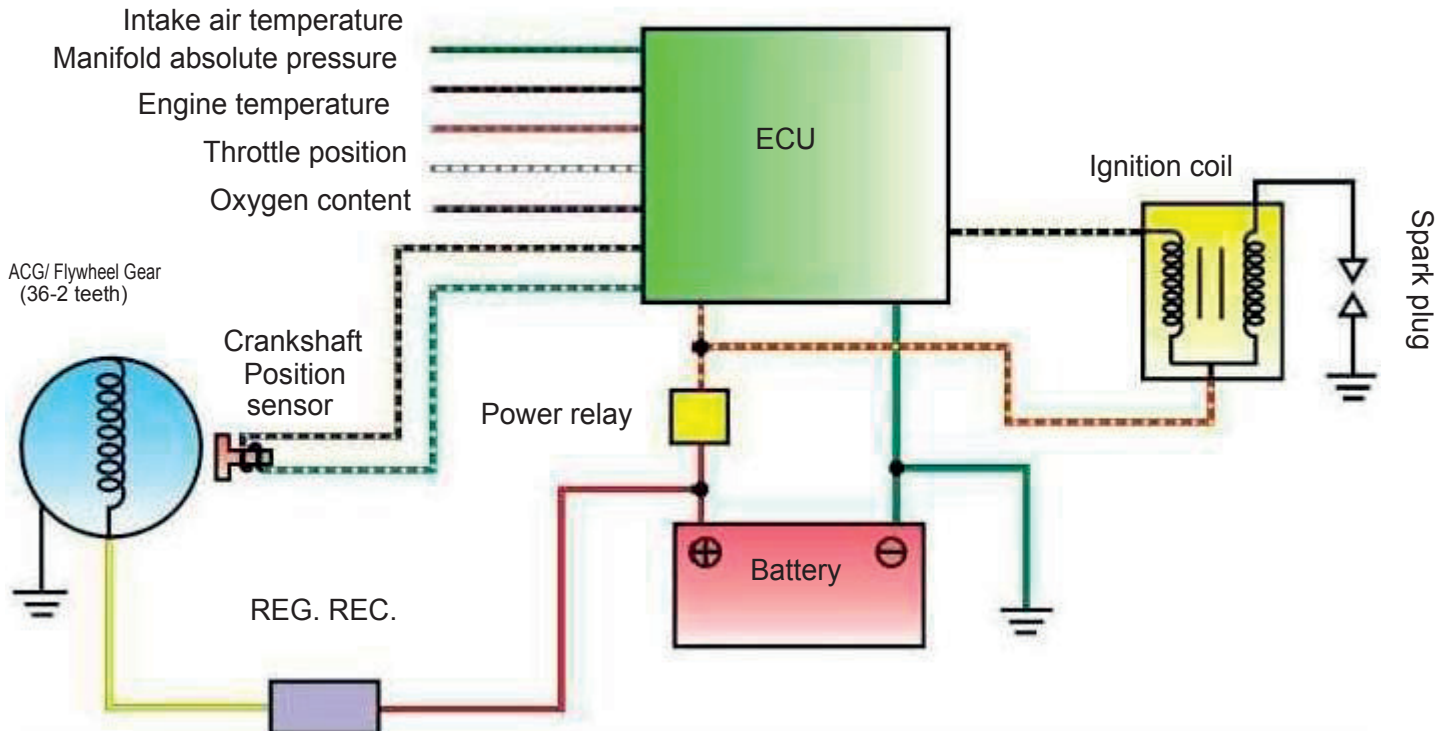 Intake air temperature
Manifold absolute pressure
Engine temperature
Throttle position
Oxygen content
ECU
Ignition coil
Spark plug
ACG/ Flywheel Gear
(36-2 teeth)
Crankshaft
Position
sensor
Power relay
Battery
REG. REC.